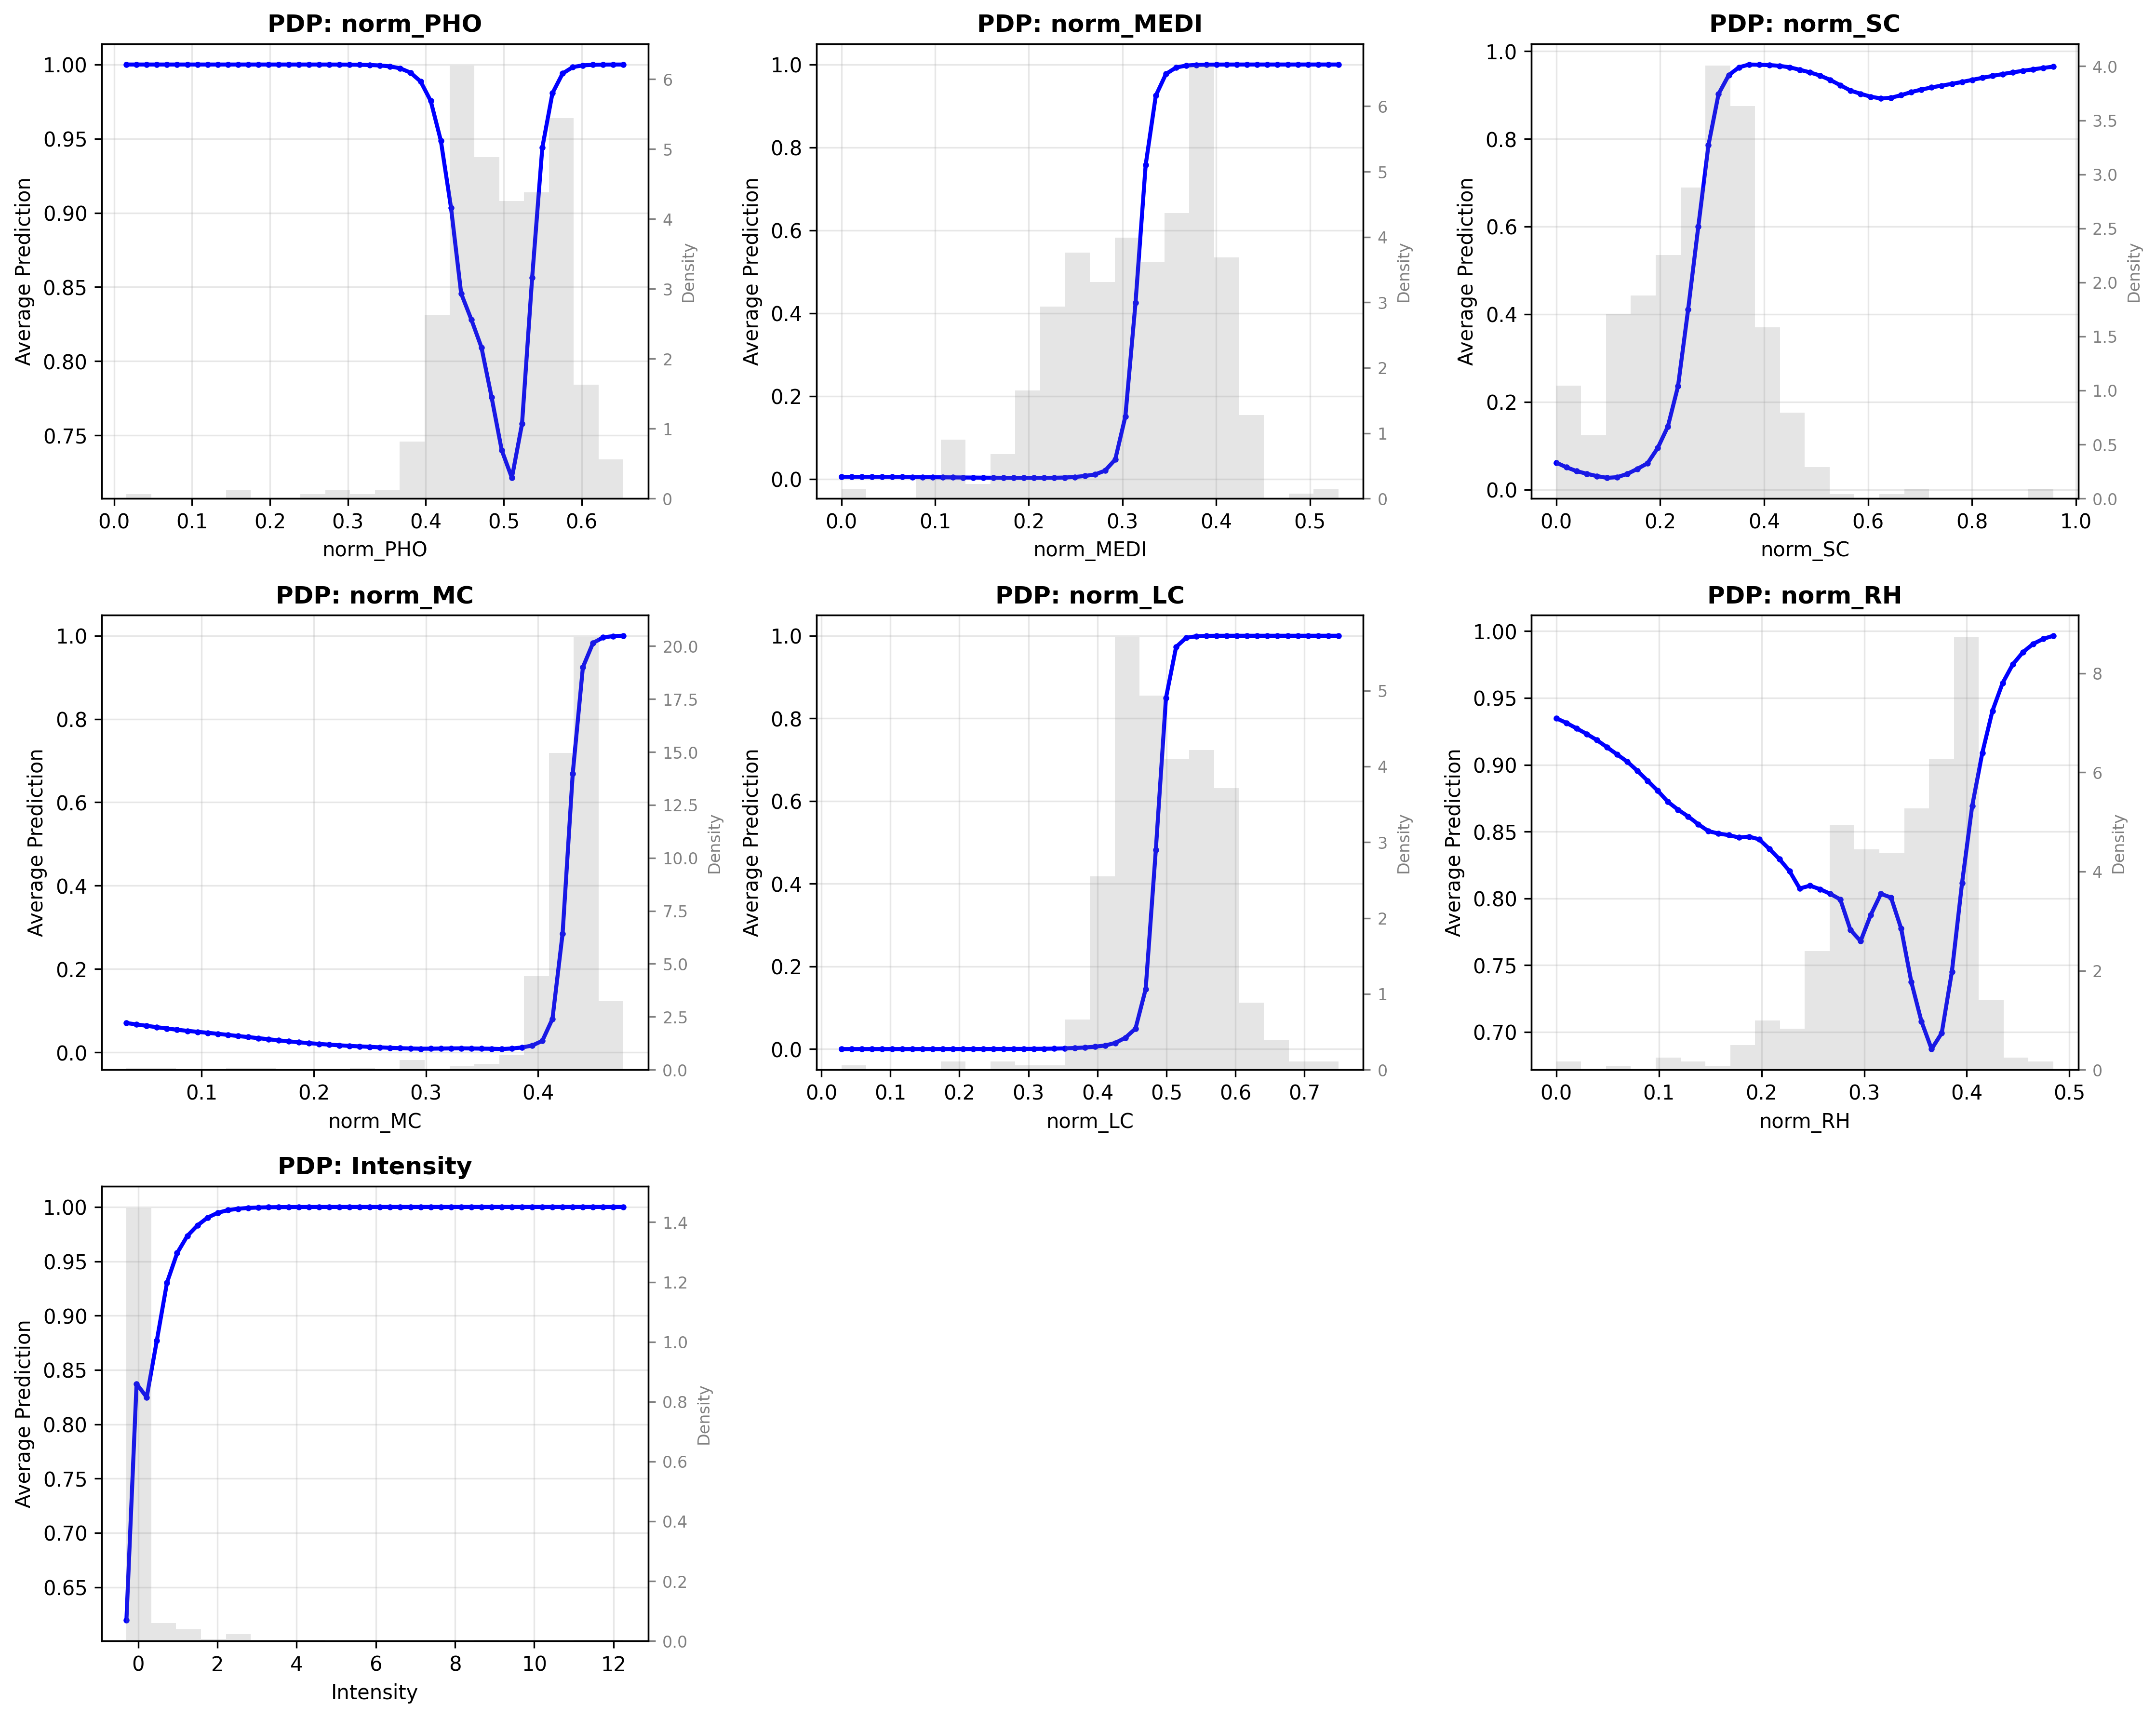 PDP: norm_PHO
1.00
0.95
0.90
0.85
0.80
0.75
Average Prediction
6
5
4
3
2
1
0
Density
0.0 0.1 0.2 0.3 0.4 0.5 0.6
norm_PHO
PDP: norm_MEDI
1.0
0.8
0.6
0.4
0.2
0.0
Average Prediction
6
5
4
3
2
1
0
Density
0.0 0.1 0.2 0.3 0.4 0.5
norm_MEDI
PDP: norm_SC
1.0
0.8
0.6
0.4
0.2
0.0
Average Prediction
4.0
3.5
3.0
2.5
2.0
1.5
1.0
0.5
0.0
Density
0.0 0.2 0.4 0.6 0.8 1.0
norm_SC
PDP: norm_MC
1.0
0.8
0.6
0.4
0.2
0.0
Average Prediction
20.0
17.5
15.0
12.5
10.0
7.5
5.0
2.5
0.0
Density
0.1 0.2 0.3 0.4
norm_MC
PDP: norm_LC
1.0
0.8
0.6
0.4
0.2
0.0
Average Prediction
5
4
3
2
1
0
Density
0.0 0.1 0.2 0.3 0.4 0.5 0.6 0.7
norm_LC
PDP: norm_RH
1.00
0.95
0.90
0.85
0.80
0.75
0.70
Average Prediction
8
6
4
2
0
Density
0.0 0.1 0.2 0.3 0.4 0.5
norm_RH
PDP: Intensity
1.00
0.95
0.90
0.85
0.80
0.75
0.70
0.65
Average Prediction
1.4
1.2
1.0
0.8
0.6
0.4
0.2
0.0
Density
0 2 4 6 8 10 12
Intensity